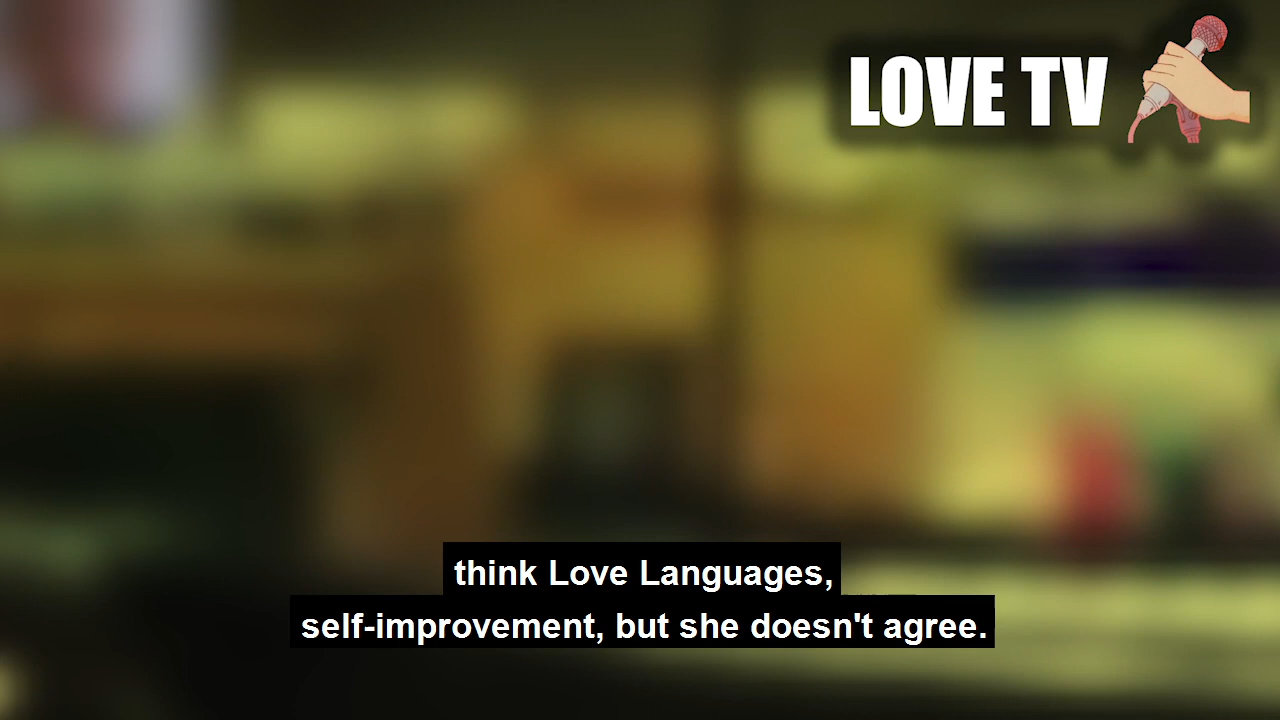 LOVE TV
think Love Languages,
self-improvement, but she doesn't agree.